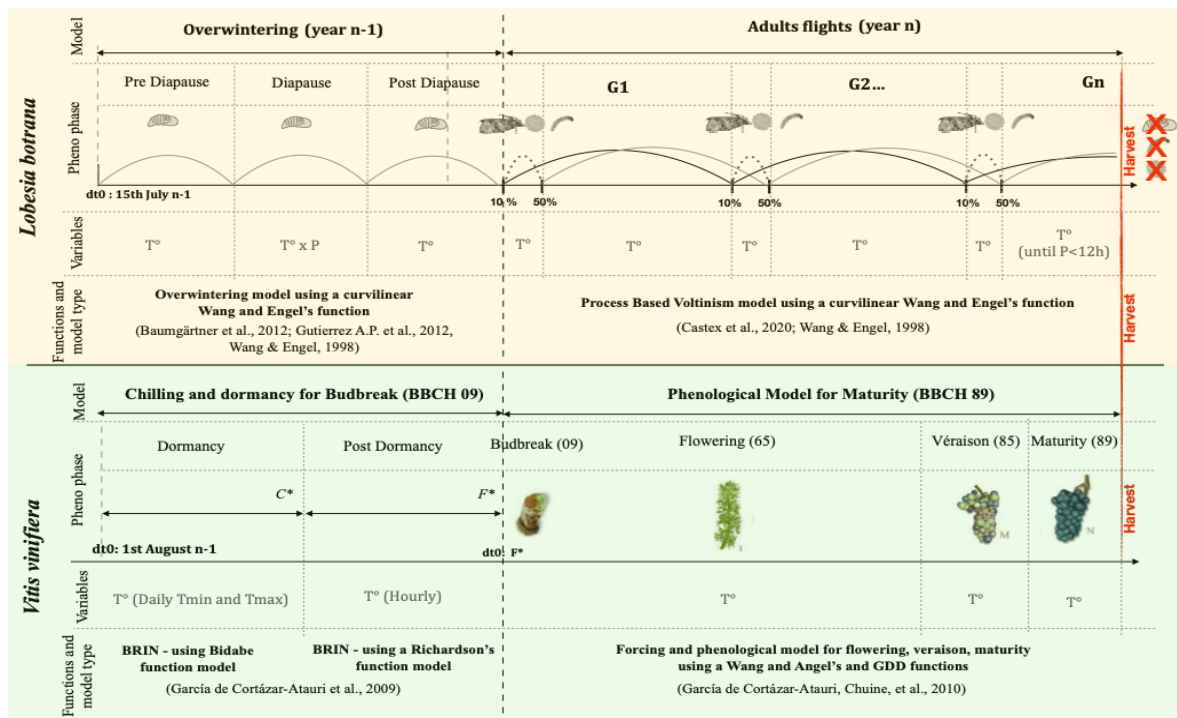 Model
Overwintering (year n-1)
Adults flights (year n)
Lobesia botrana
Pheno phase
Pre Diapause
Diapause
Post Diapause
G1
G2...
Gn
Harvest
dt0 : 15th July n-1
10 %
50%
10%
50%
10%
50%
Variables
T°
T° x P
T°
T°
T°
T°
T°
T°
T°
(until P<12h)
Functions and
model type
Overwintering model using a curvilinear
Wang and Engel's function
(Baumgärtner et al., 2012; Gutierrez A.P. et al., 2012,
Wang & Engel, 1998)
Process Based Voltinism model using a curvilinear Wang and Engel's function
(Castex et al., 2020; Wang & Engel, 1998)
Harvest
Vitis vinifiera
Model
Chilling and dormancy for Budbreak (BBCH 09)
Phenological Model for Maturity (BBCH 89)
Pheno phase
Dormancy
Post Dormancy
Budbreak (09)
Flowering (65)
Véraison (85)
Maturity (89)
C*
F*
M
N
Harvest
dt0: 1st August n-1
dt0: F*
Variables
T° (Daily Tmin and Tmax)
T° (Hourly)
T°
T°
T°
Functions and
model type
BRIN - using Bidabe
function model
BRIN - using a Richardson's
function model
(García de Cortázar-Atauri et al., 2009)
Forcing and phenological model for flowering, veraison, maturity
using a Wang and Angel's and GDD functions
(García de Cortázar-Atauri, Chuine, et al., 2010)